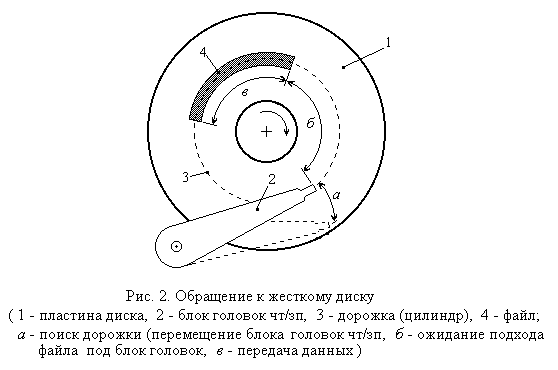 4
1
в
б
3
2
а
Рис. 2. Обращение к жесткому диску
( 1 - пластина диска, 2 - блок головок чт/зп, 3 - дорожка (цилиндр), 4 - файл;
а - поиск дорожки (перемещение блока головок чт/зп, б - ожидание подхода
файла под блок головок, в - передача данных )